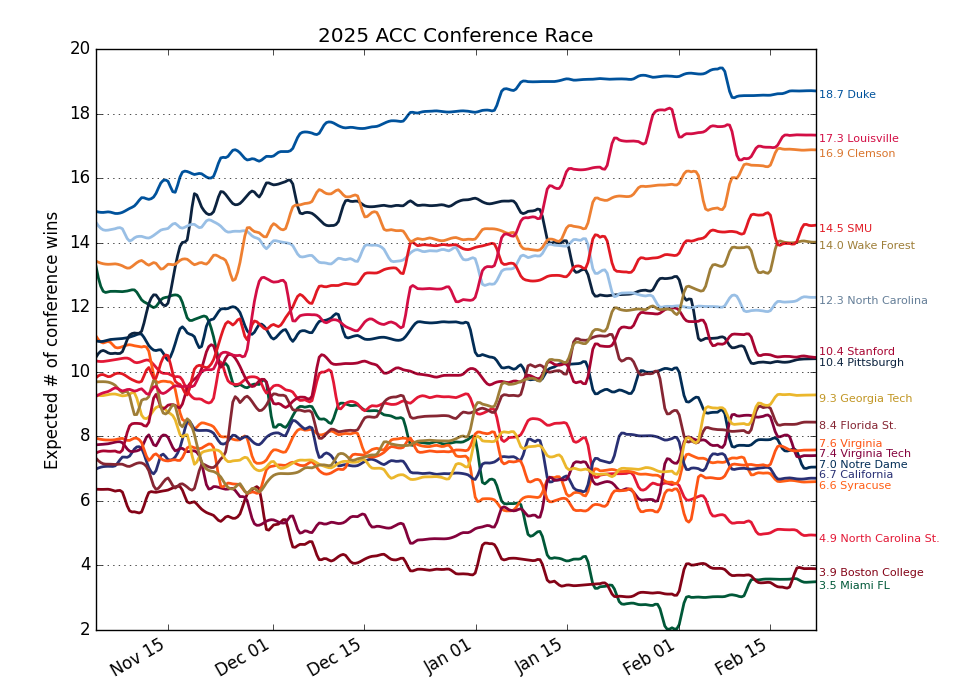 2025 ACC Conference Race
Expected # of conference wins
20
18
16
14
12
10
8
6
4
2
Nov 15
Dec 01
Dec 15
Jan 01
Jan 15
Feb 01
Feb 15
18.7 Duke
17.3 Louisville
16.9 Clemson
14.5 SMU
14.0 Wake Forest
12.3 North Carolina
10.4 Stanford
10.4 Pittsburgh
9.3 Georgia Tech
8.4 Florida St.
7.6 Virginia
7.4 Virginia Tech
7.0 Notre Dame
6.7 California
6.6 Syracuse
4.9 North Carolina St.
3.9 Boston College
3.5 Miami FL